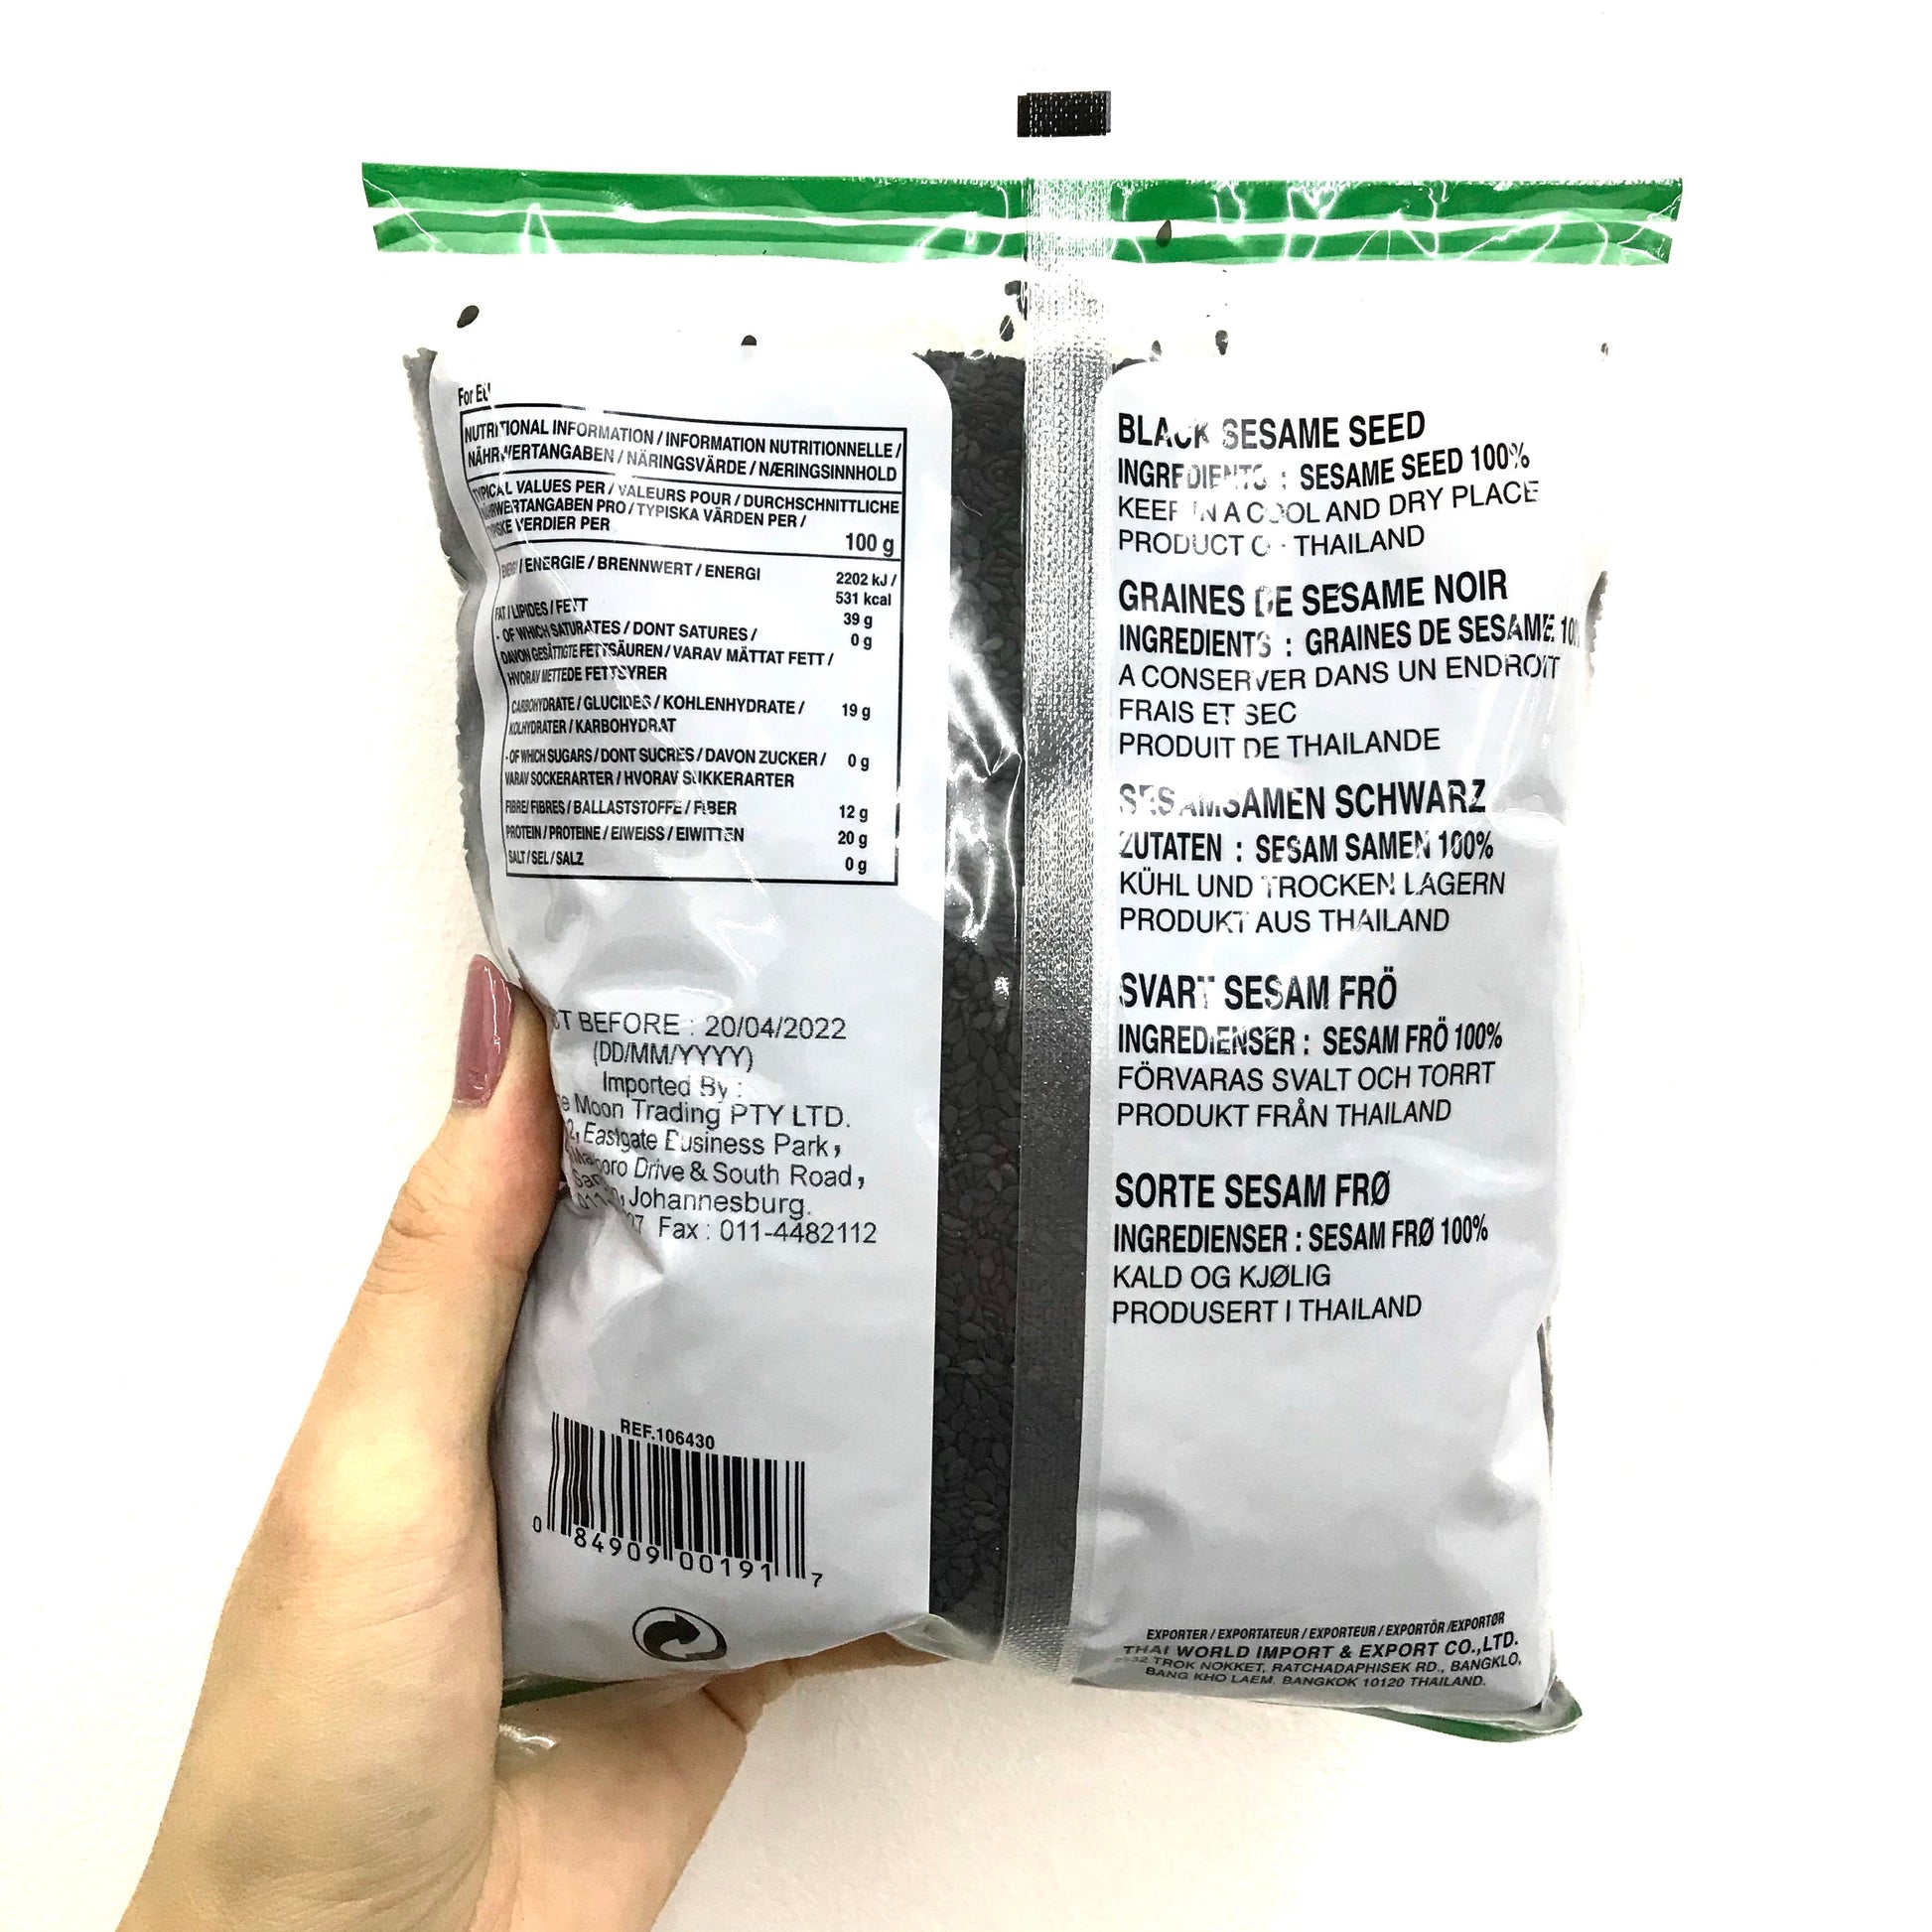 For EU
NUTRITIONAL INFORMATION / INFORMATION NUTRITIONNELLE /
NÄHRWERTANGABEN / NÄRINGSVÄRDE / NÆRINGSINNHOLD
TYPICAL VALUES PER / VALEURS POUR / DURCHSCHNITTLICHE
NÄHRWERTANGABEN PRO / TYPISKA VÄRDEN PER /
TYPISKE VERDIER PER
100 g
ENERGY / ENERGIE / BRENNWERT / ENERGI 2202 kJ /
531 kcal
FAT / LIPIDES / FETT 39 g
- OF WHICH SATURATES / DONT SATURES / 0 g
DAVON GESÄTTIGTE FETTSÄUREN / VARAV MÄTTAT FETT /
HVORAV METTEDE FETTSYRER
CARBOHYDRATE / GLUCIDES / KOHLENHYDRATE / 19 g
KOLHYDRATER / KARBOHYDRAT
- OF WHICH SUGARS / DONT SUCRES / DAVON ZUCKER / 0 g
VARAV SOCKERARTER / HVORAV SUKKERARTER
FIBRE / FIBRES / BALLASTSTOFFE / FIBER 12 g
PROTEIN / PROTEINE / EIWEISS / EIWITTEN 20 g
SALT / SEL / SALZ 0 g
BEFORE : 20/04/2022
(DD/MM/YYYY)
Imported By :
Moon Trading PTY LTD.
Eastgate Business Park,
Drive & South Road,
Johannesburg.
Fax : 011-4482112
REF.106430
0 84909 00191 7
BLACK SESAME SEED
INGREDIENTS : SESAME SEED 100%
KEEP IN A COOL AND DRY PLACE
PRODUCT OF THAILAND
GRAINES DE SESAME NOIR
INGREDIENTS : GRAINES DE SESAME
A CONSERVER DANS UN ENDROIT
FRAIS ET SEC
PRODUIT DE THAILANDE
SESAMSAMEN SCHWARZ
ZUTATEN : SESAM SAMEN 100%
KÜHL UND TROCKEN LAGERN
PRODUKT AUS THAILAND
SVART SESAM FRÖ
INGREDIENSER : SESAM FRÖ 100%
FÖRVARAS SVALT OCH TORRT
PRODUKT FRÅN THAILAND
SORTE SESAM FRØ
INGREDIENSER : SESAM FRØ 100%
KALD OG KJØLIG
PRODUSERT I THAILAND
EXPORTER / EXPORTATEUR / EXPORTEUR / EXPORTÖR / EXPORTØR
THAI WORLD IMPORT & EXPORT CO.,LTD.
TROK NOKKET, RATCHADAPHISEK RD., BANGKLO,
BANG KHO LAEM, BANGKOK 10120 THAILAND.